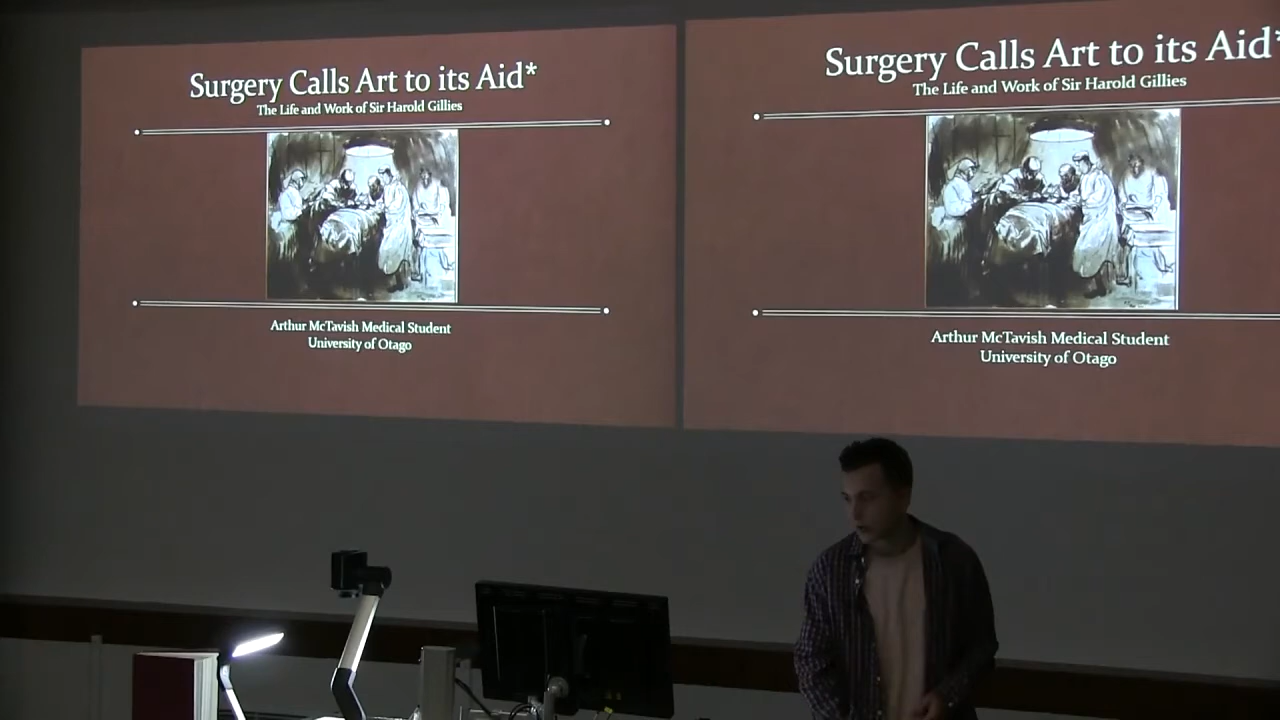 Surgery Calls Art to its Aid*
The Life and Work of Sir Harold Gillies
Arthur McTavish Medical Student
University of Otago
Surgery Calls Art to its Aid*
The Life and Work of Sir Harold Gillies
Arthur McTavish Medical Student
University of Otago